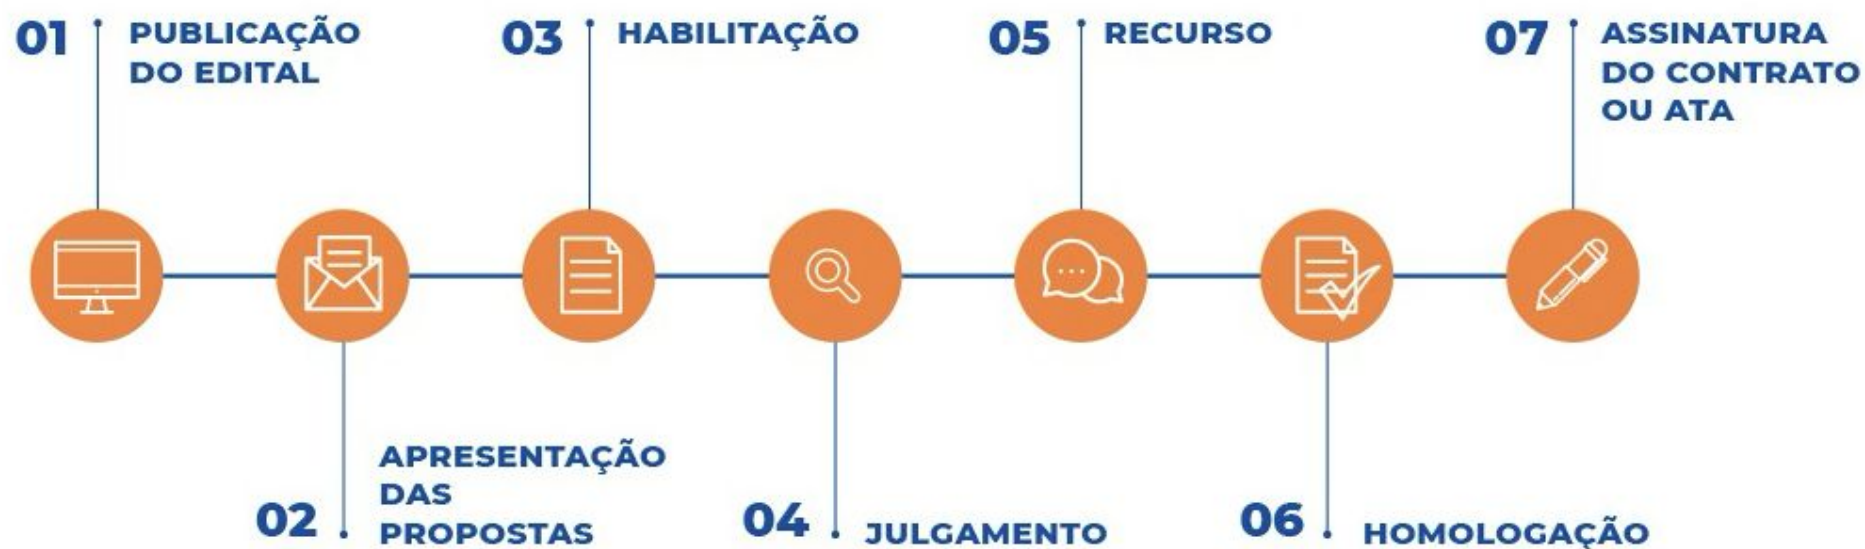 01
PUBLICAÇÃO
DO EDITAL
02
APRESENTAÇÃO
DAS
PROPOSTAS
03
HABILITAÇÃO
04
JULGAMENTO
05
RECURSO
06
HOMOLOGAÇÃO
07
ASSINATURA
DO CONTRATO
OU ATA